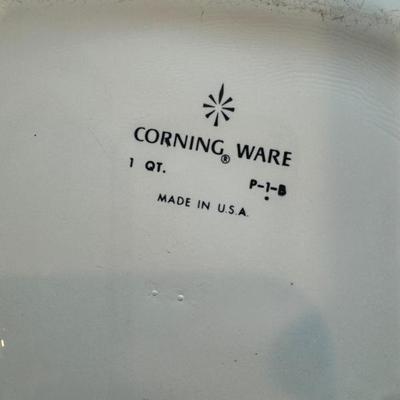 CORNING® WARE
1 QT. P-1-B
MADE IN U.S.A.